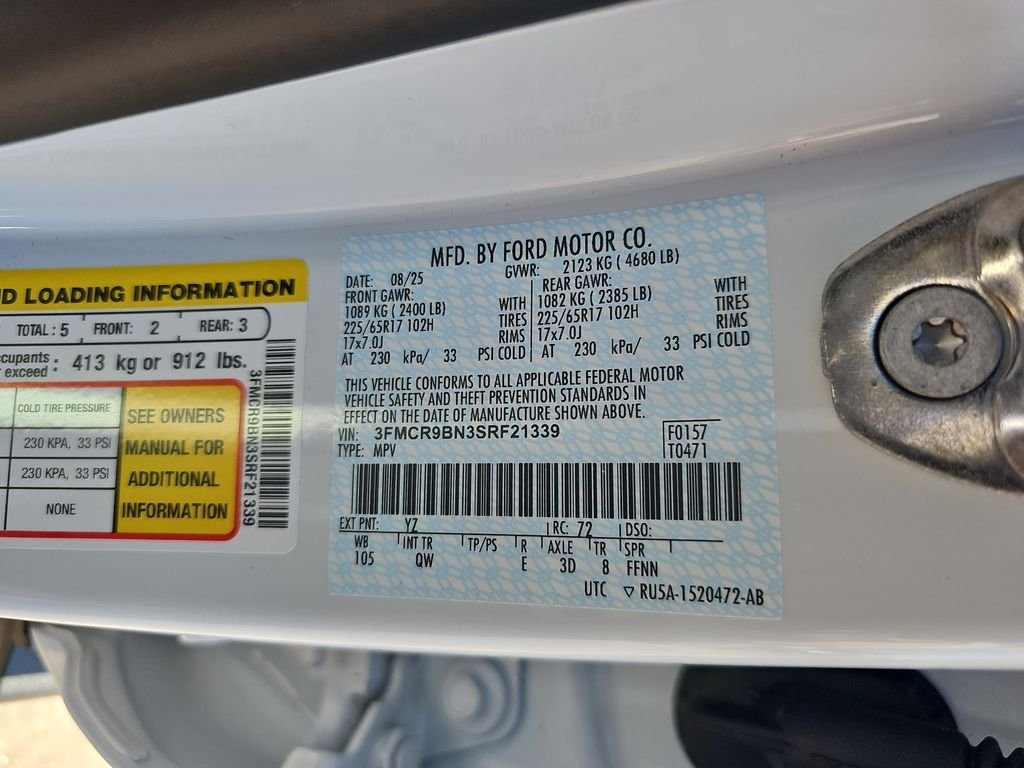 ND LOADING INFORMATION
TOTAL : 5 FRONT: 2 REAR: 3
ccupants
exceed : 413 kg or 912 lbs.
COLD TIRE PRESSURE
230 KPA, 33 PSI
230 KPA, 33 PSI
NONE
SEE OWNERS
MANUAL FOR
ADDITIONAL
INFORMATION
3FMCR9BN3SRF21339
MFD. BY FORD MOTOR CO.
DATE: 08/25 GVWR: 2123 KG ( 4680 LB)
FRONT GAWR: REAR GAWR:
1089 KG ( 2400 LB) WITH 1082 KG ( 2385 LB) WITH
225/65R17 102H TIRES 225/65R17 102H TIRES
17x7.0J RIMS 17x7.0J RIMS
AT 230 kPa/ 33 PSI COLD AT 230 kPa/ 33 PSI COLD
THIS VEHICLE CONFORMS TO ALL APPLICABLE FEDERAL MOTOR
VEHICLE SAFETY AND THEFT PREVENTION STANDARDS IN
EFFECT ON THE DATE OF MANUFACTURE SHOWN ABOVE.
VIN: 3FMCR9BN3SRF21339 F0157
TYPE: MPV T0471
EXT PNT: YZ RC: 72 DSO:
WB INT TR TP/PS R AXLE TR SPR
105 QW E 3D 8 FFNN
UTC ▽ RU5A-1520472-AB